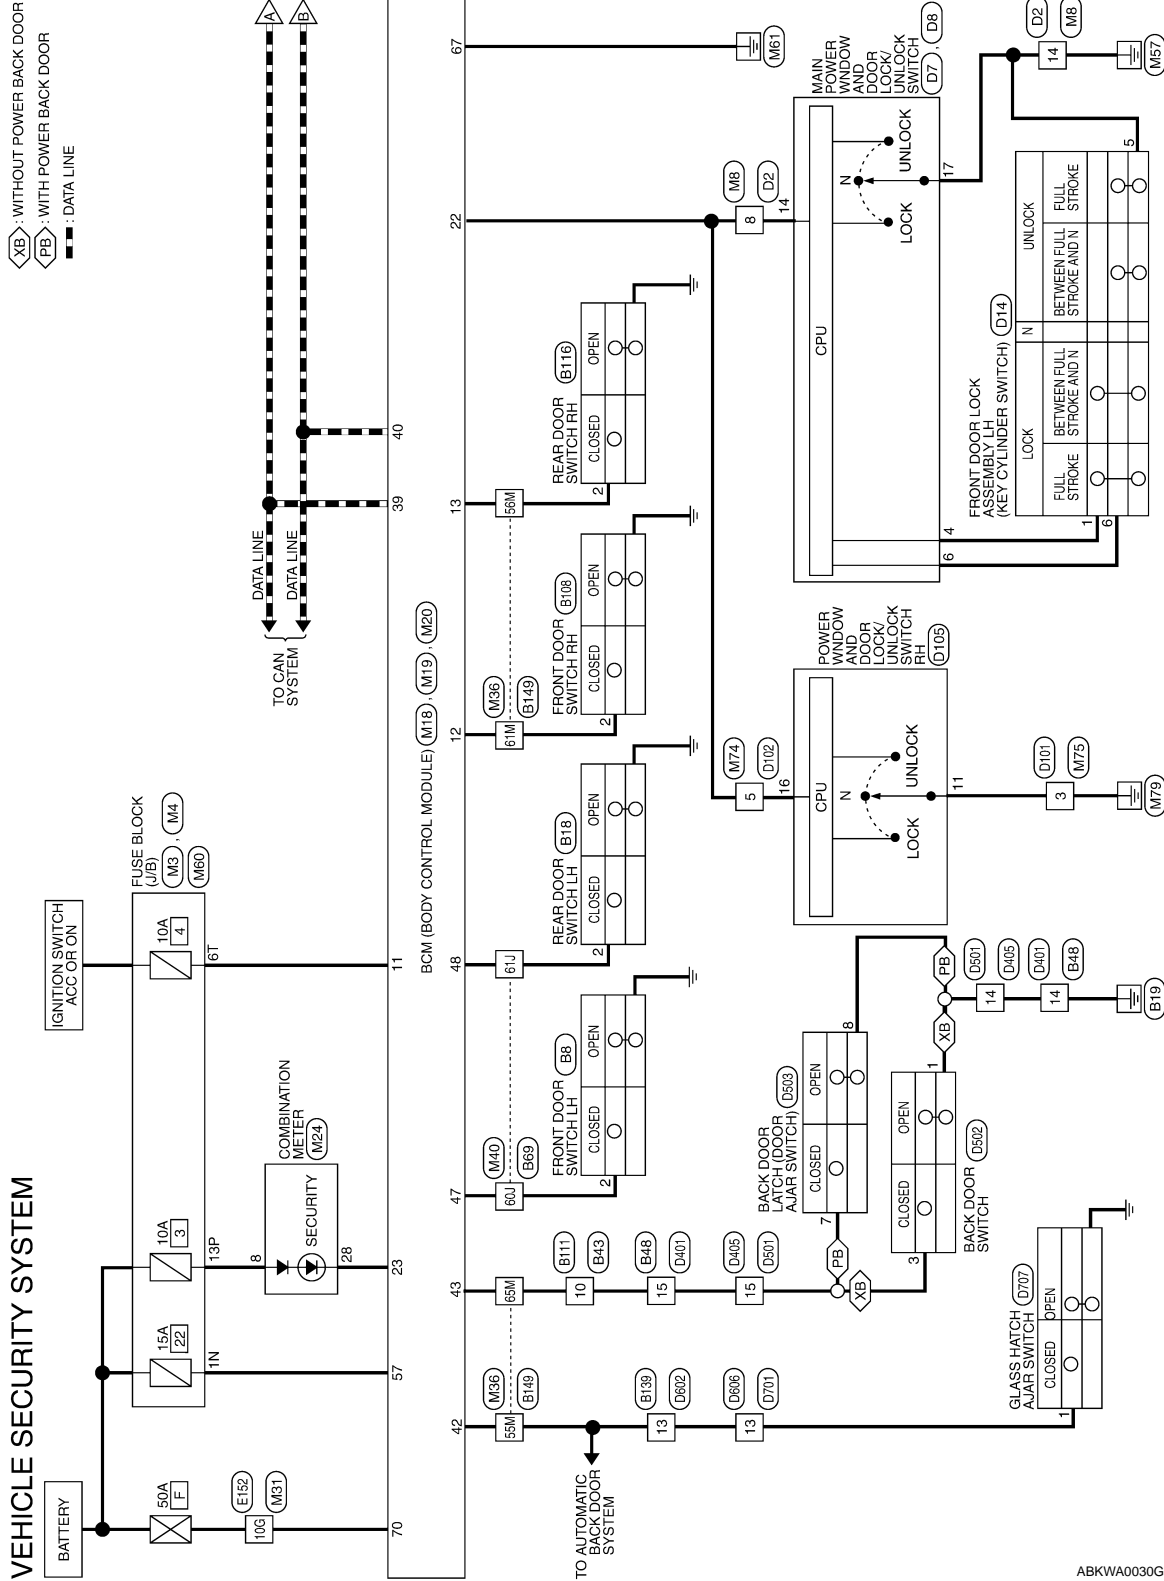 VEHICLE SECURITY SYSTEM
XB : WITHOUT POWER BACK DOOR
PB : WITH POWER BACK DOOR
: DATA LINE
BATTERY
IGNITION SWITCH
ACC OR ON
50A
F
15A
22
10A
3
10A
4
FUSE BLOCK
(J/B)
M3 , M4
M60
E152
10G
M31
1N
13P
6T
8
COMBINATION
METER
M24
SECURITY
28
A
B
DATA LINE
DATA LINE
TO CAN
SYSTEM
70
57
23
11
39
40
BCM (BODY CONTROL MODULE) M18 , M19 , M20
42
43
47
48
12
13
22
67
M36
55M
B149
65M
M40
60J
B69
61J
M36
61M
B149
56M
M61
TO AUTOMATIC
BACK DOOR
SYSTEM
B139
13
D602
D606
13
D701
B111
10
B43
B48
15
D401
D405
15
D501
FRONT DOOR
SWITCH LH
B8
CLOSED
OPEN
2
REAR DOOR
SWITCH LH
B18
CLOSED
OPEN
2
FRONT DOOR
SWITCH RH
B108
CLOSED
OPEN
2
REAR DOOR
SWITCH RH
B116
CLOSED
OPEN
2
M8
8
D2
14
M74
5
D102
16
PB
XB
7
BACK DOOR
LATCH (DOOR
AJAR SWITCH)
D503
CLOSED
OPEN
8
3
CLOSED
OPEN
1
BACK DOOR
SWITCH
D502
XB
PB
D501
14
D405
D401
14
B48
B19
GLASS HATCH
AJAR SWITCH
D707
CLOSED
OPEN
1
POWER
WNDOW
AND
DOOR
LOCK/
UNLOCK
SWITCH
RH
D105
CPU
LOCK
N
UNLOCK
11
D101
3
M75
M79
MAIN
POWER
WNDOW
AND
DOOR
LOCK/
UNLOCK
SWITCH
D7 , D8
CPU
LOCK
N
UNLOCK
6
4
17
FRONT DOOR LOCK
ASSEMBLY LH
(KEY CYLINDER SWITCH)
D14
LOCK
N
UNLOCK
FULL
STROKE
BETWEEN FULL
STROKE AND N
BETWEEN FULL
STROKE AND N
FULL
STROKE
1
6
5
D2
14
M8
M57
ABKWA0030G